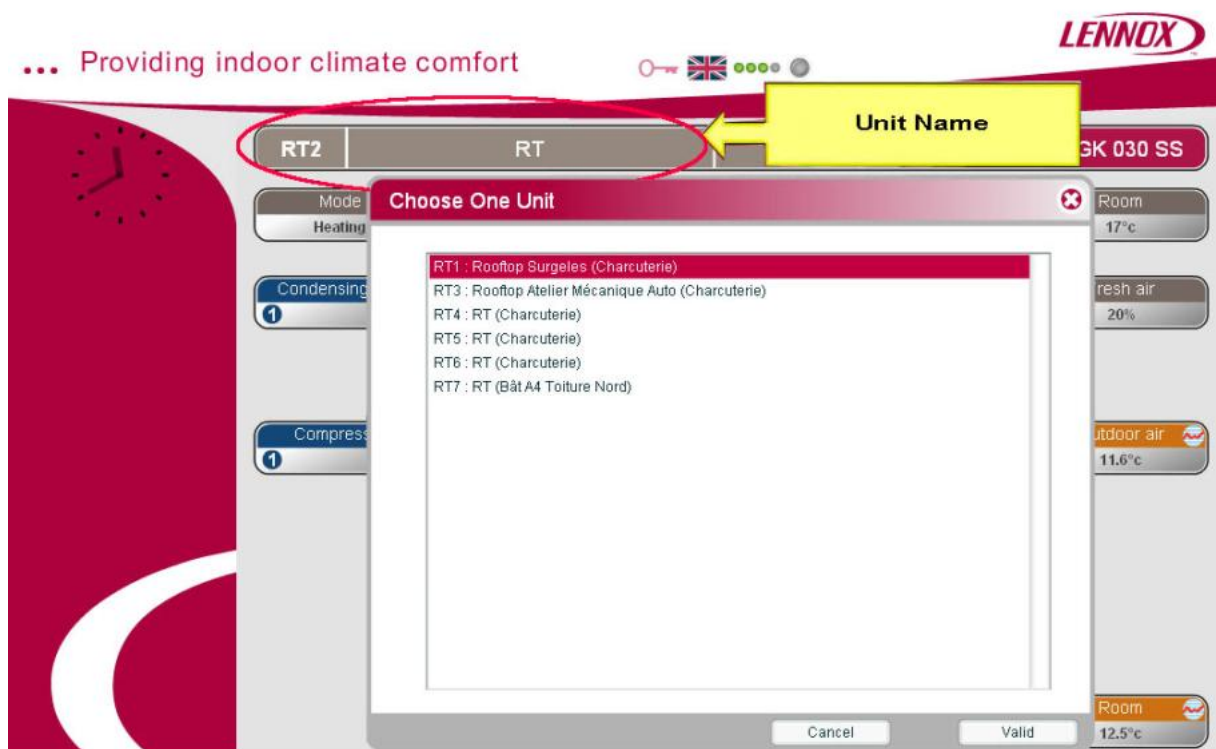 LENNOX
... Providing indoor climate comfort
Unit Name
RT2 RT GK 030 SS
Mode
Heating
Choose One Unit
Room
17°c
RT1 : Rooftop Surgeles (Charcuterie)
RT3 : Rooftop Atelier Mécanique Auto (Charcuterie)
RT4 : RT (Charcuterie)
RT5 : RT (Charcuterie)
RT6 : RT (Charcuterie)
RT7 : RT (Bât A4 Toiture Nord)
Condensing
1
resh air
20%
Compress
1
utdoor air
11.6°c
Cancel Valid
Room
12.5°c